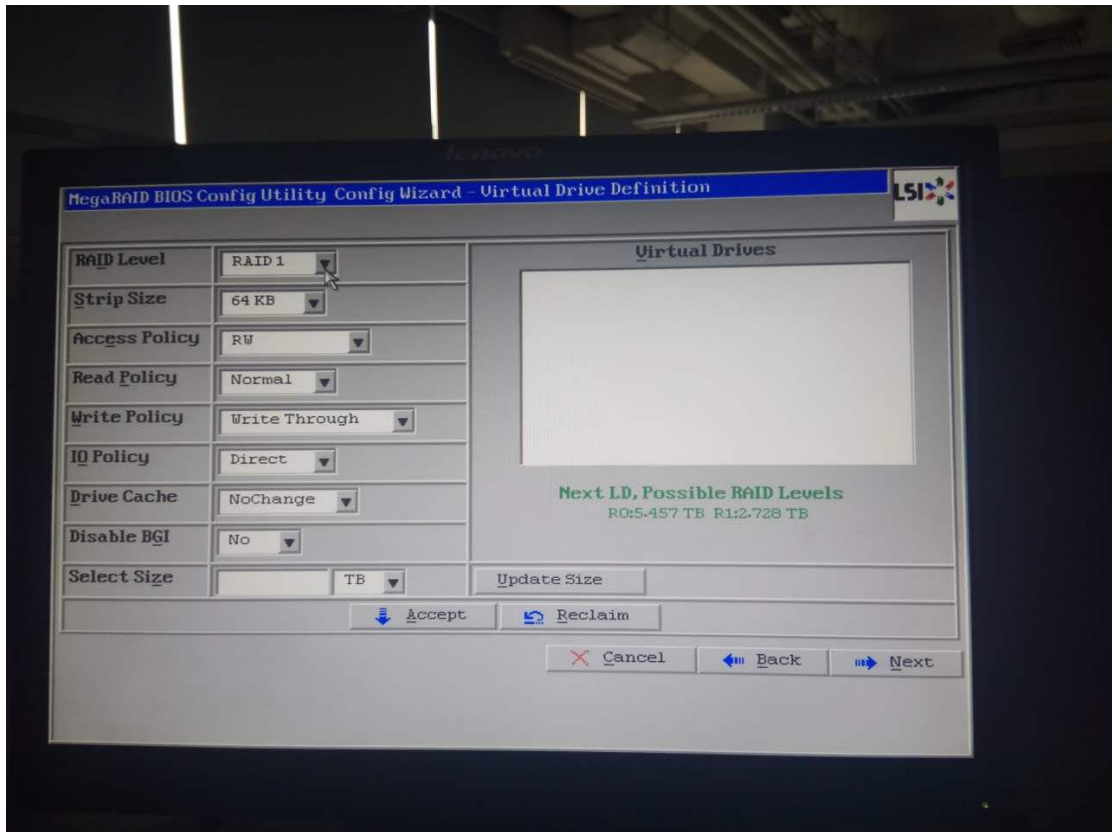 lenovo
MegaRAID BIOS Config Utility Config Wizard - Virtual Drive Definition
LSI
RAID Level RAID 1
Strip Size 64 KB
Access Policy RW
Read Policy Normal
Write Policy Write Through
IO Policy Direct
Drive Cache NoChange
Disable BGI No
Select Size TB
Virtual Drives
Next LD, Possible RAID Levels
R0:5.457 TB R1:2.728 TB
Update Size
Accept Reclaim
Cancel Back Next